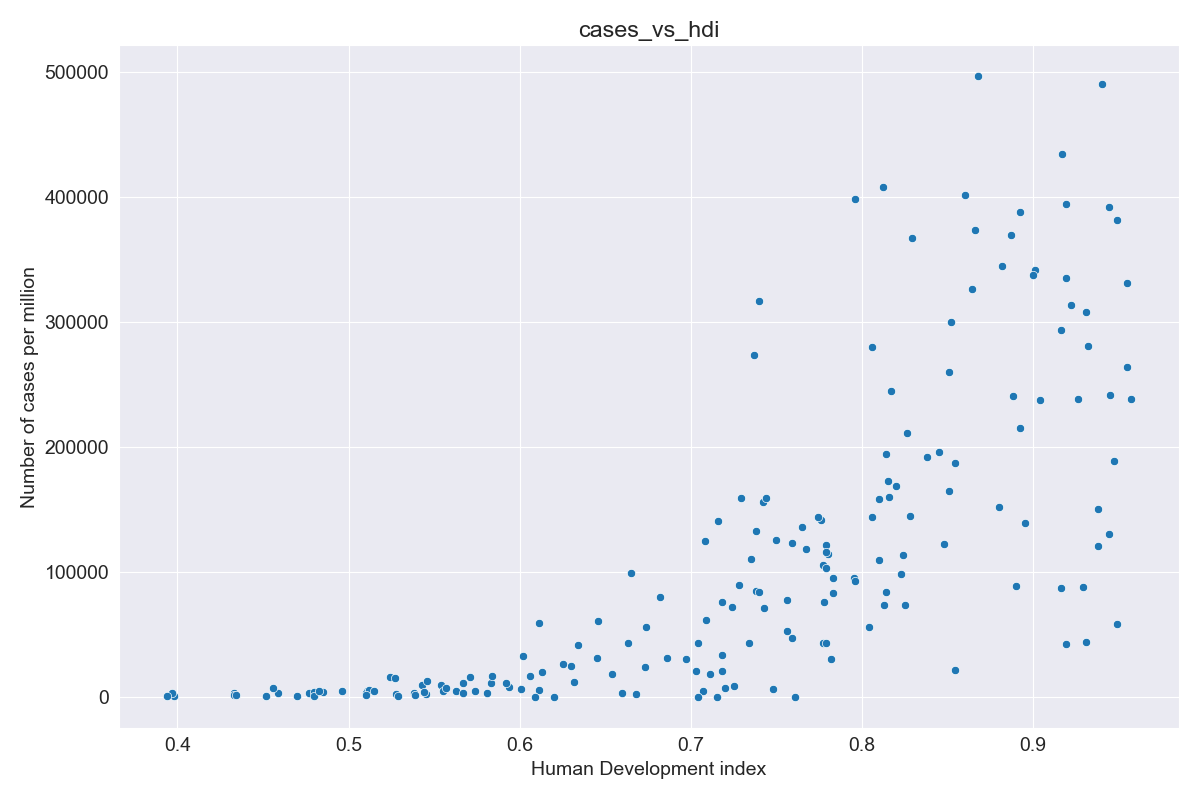 cases_vs_hdi
500000
400000
300000
200000
100000
0
Number of cases per million
0.4 0.5 0.6 0.7 0.8 0.9
Human Development index